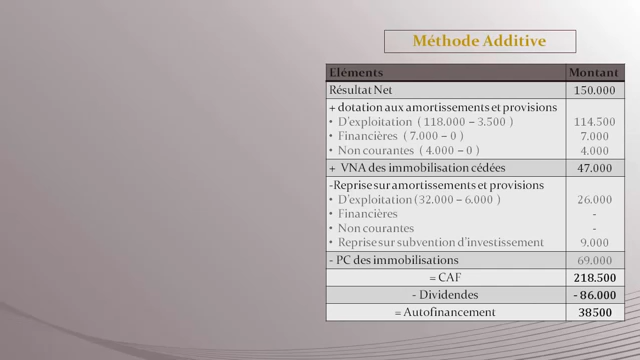 Méthode Additive
Eléments Montant
Résultat Net 150.000
+ dotation aux amortissements et provisions
• D'exploitation ( 118.000 – 3.500 ) 114.500
• Financières ( 7.000 – 0 ) 7.000
• Non courantes ( 4.000 – 0 ) 4.000
+ VNA des immobilisation cédées 47.000
-Reprise sur amortissements et provisions
• D'exploitation (32.000 – 6.000 ) 26.000
• Financières -
• Non courantes -
• Reprise sur subvention d'investissement 9.000
- PC des immobilisations 69.000
= CAF 218.500
- Dividendes - 86.000
= Autofinancement 38500